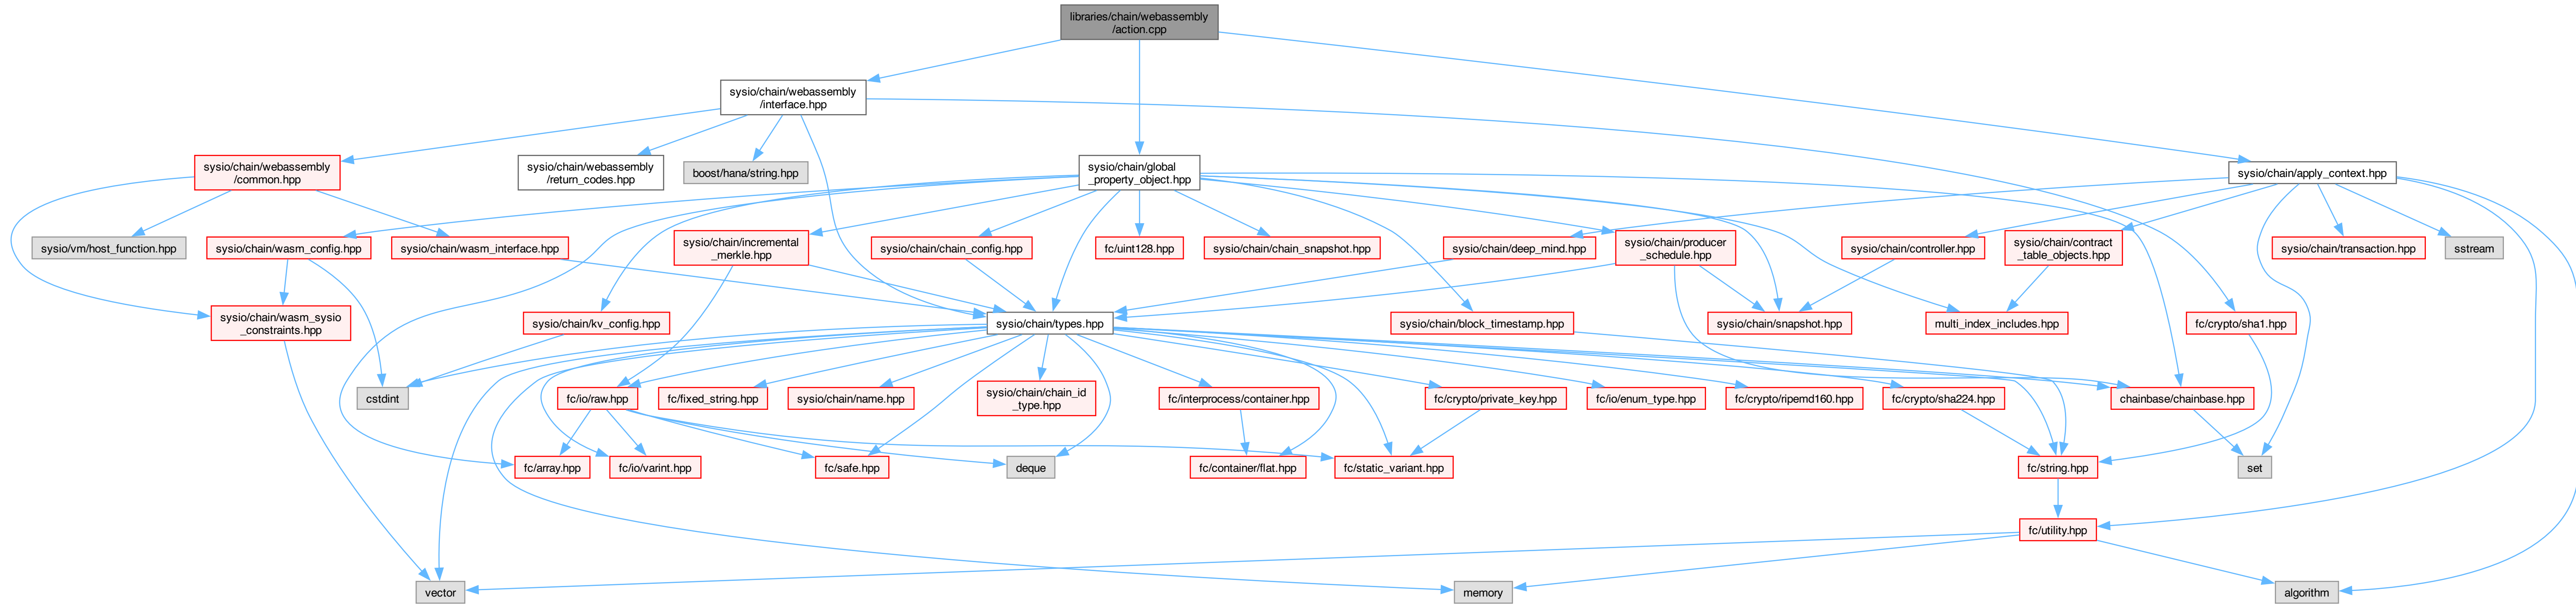 libraries/chain/webassembly
/action.cpp
sysio/chain/webassembly
/interface.hpp
sysio/chain/webassembly
/common.hpp
sysio/chain/webassembly
/return_codes.hpp
boost/hana/string.hpp
sysio/chain/global
_property_object.hpp
sysio/chain/apply_context.hpp
sysio/vm/host_function.hpp
sysio/chain/wasm_config.hpp
sysio/chain/wasm_interface.hpp
sysio/chain/incremental
_merkle.hpp
sysio/chain/chain_config.hpp
fc/uint128.hpp
sysio/chain/chain_snapshot.hpp
sysio/chain/deep_mind.hpp
sysio/chain/producer
_schedule.hpp
sysio/chain/controller.hpp
sysio/chain/contract
_table_objects.hpp
sysio/chain/transaction.hpp
sstream
sysio/chain/wasm_sysio
_constraints.hpp
sysio/chain/kv_config.hpp
sysio/chain/types.hpp
sysio/chain/block_timestamp.hpp
sysio/chain/snapshot.hpp
multi_index_includes.hpp
fc/crypto/sha1.hpp
cstdint
fc/io/raw.hpp
fc/fixed_string.hpp
sysio/chain/name.hpp
sysio/chain/chain_id
_type.hpp
fc/interprocess/container.hpp
fc/crypto/private_key.hpp
fc/io/enum_type.hpp
fc/crypto/ripemd160.hpp
fc/crypto/sha224.hpp
chainbase/chainbase.hpp
fc/array.hpp
fc/io/varint.hpp
fc/safe.hpp
deque
fc/container/flat.hpp
fc/static_variant.hpp
fc/string.hpp
set
fc/utility.hpp
vector
memory
algorithm